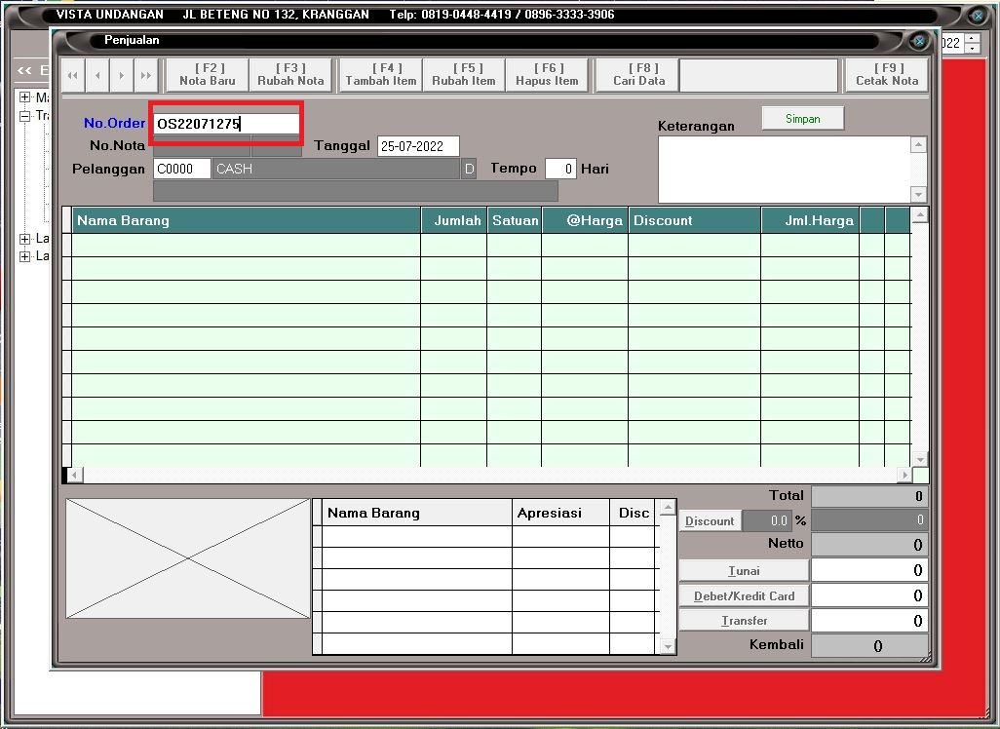 VISTA UNDANGAN JL BETENG NO 132, KRANGGAN Telp: 0819-0448-4419 / 0896-3333-3906
Penjualan
022
<< E
[ F2 ] Nota Baru
[ F3 ] Rubah Nota
[ F4 ] Tambah Item
[ F5 ] Rubah Item
[ F6 ] Hapus Item
[ F8 ] Cari Data
[ F9 ] Cetak Nota
Ma
Tra
La
La
No.Order OS22071275
Keterangan Simpan
No.Nota Tanggal 25-07-2022
Pelanggan C0000 CASH D Tempo 0 Hari
Nama Barang Jumlah Satuan @Harga Discount Jml.Harga
Total 0
Nama Barang Apresiasi Disc
Discount 0.0 % 0
Netto 0
Tunai 0
Debet/Kredit Card 0
Transfer 0
Kembali 0